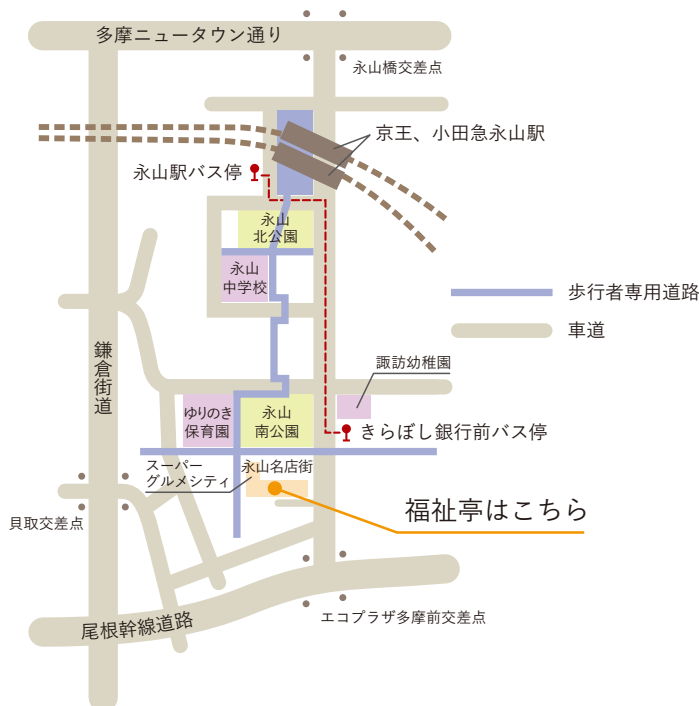 多摩ニュータウン通り
永山橋交差点
京王、小田急永山駅
永山駅バス停
永山
北公園
永山
中学校
歩行者専用道路
車道
鎌倉街道
諏訪幼稚園
ゆりのき
保育園
永山
南公園
きらぼし銀行前バス停
スーパー
グルメシティ
永山名店街
福祉亭はこちら
貝取交差点
エコプラザ多摩前交差点
尾根幹線道路